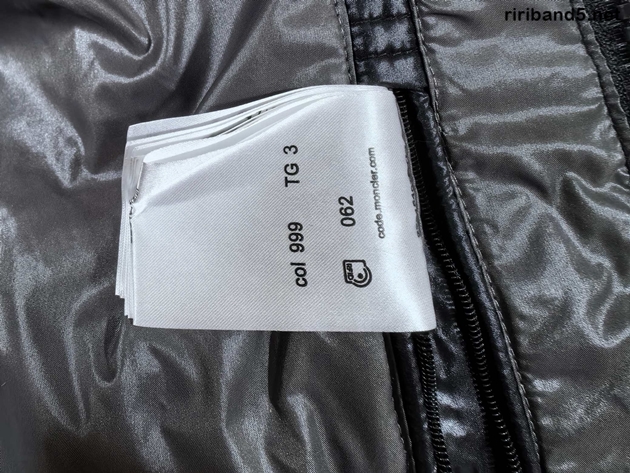 ririband5.net
col 999 TG 3
062
code.moncler.com